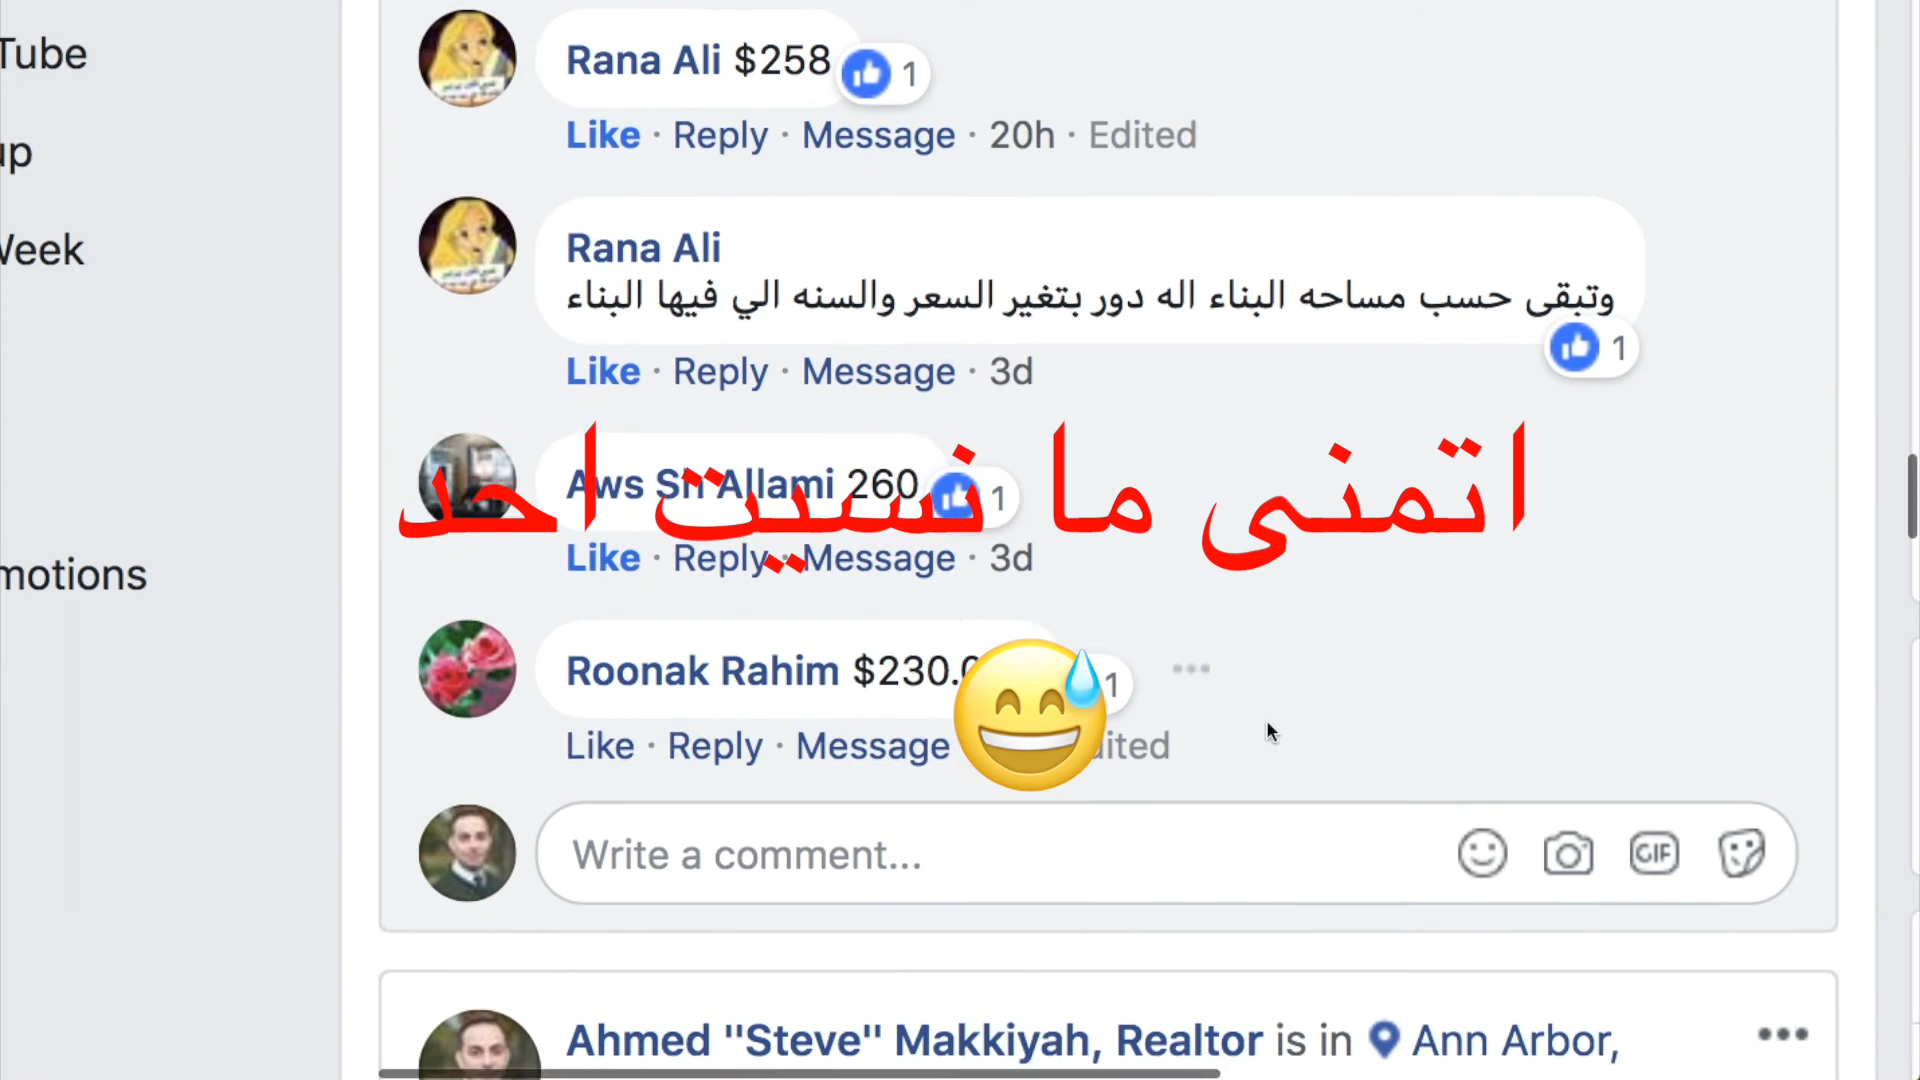 Tube
up
Week
motions
Rana Ali $258
1
Like · Reply · Message · 20h · Edited
Rana Ali
وتبقى حسب مساحه البناء اله دور بتغير السعر والسنه الي فيها البناء
1
Like · Reply · Message · 3d
Aws Sh Allami 260
1
Like · Reply · Message · 3d
اتمنى ما نسيت احد
Roonak Rahim $230.
1
Like · Reply · Message
Write a comment...
GIF
Ahmed "Steve" Makkiyah, Realtor is in Ann Arbor,